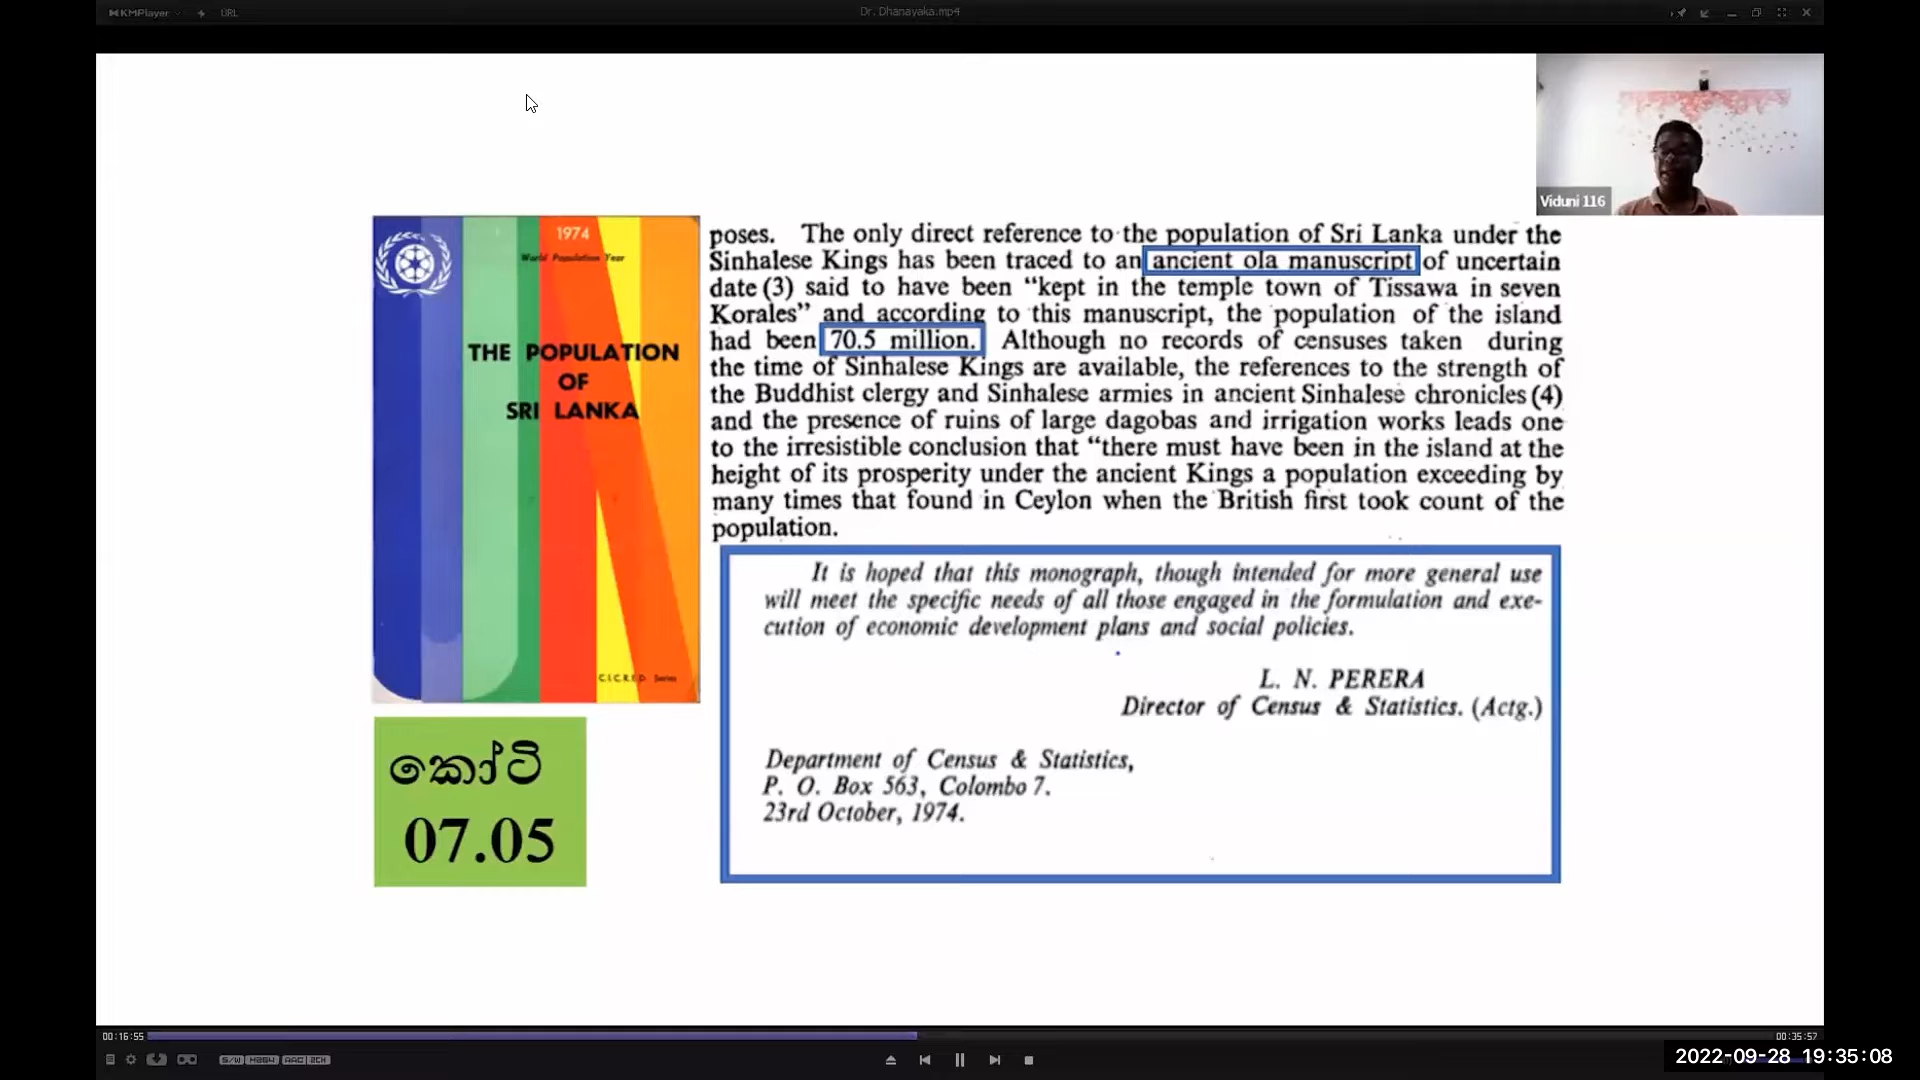 KMPlayer
URL
Dr. Dhanayaka.mp4
Viduni 116
1974
World Population Year
THE POPULATION
OF
SRI LANKA
C.I.C.R.E.D. Series
poses. The only direct reference to the population of Sri Lanka under the
Sinhalese Kings has been traced to an ancient ola manuscript of uncertain
date (3) said to have been “kept in the temple town of Tissawa in seven
Korales” and according to this manuscript, the population of the island
had been 70.5 million. Although no records of censuses taken during
the time of Sinhalese Kings are available, the references to the strength of
the Buddhist clergy and Sinhalese armies in ancient Sinhalese chronicles (4)
and the presence of ruins of large dagobas and irrigation works leads one
to the irresistible conclusion that “there must have been in the island at the
height of its prosperity under the ancient Kings a population exceeding by
many times that found in Ceylon when the British first took count of the
population.
It is hoped that this monograph, though intended for more general use
will meet the specific needs of all those engaged in the formulation and exe-
cution of economic development plans and social policies.
L. N. PERERA
Director of Census & Statistics. (Actg.)
Department of Census & Statistics,
P. O. Box 563, Colombo 7.
23rd October, 1974.
කෝටි
07.05
00:16:55
00:35:57
S/W H264 AAC 2CH
2022-09-28 19:35:08